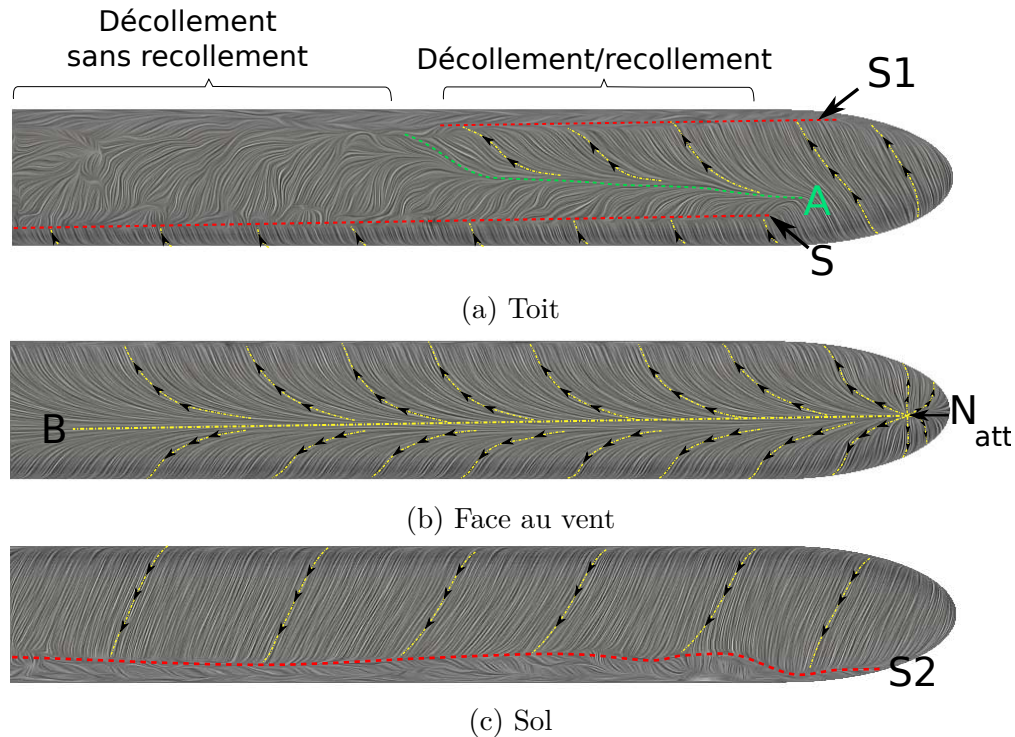 Décollement
sans recollement
Décollement/recollement
S1
A
S
(a) Toit
B
N
att
(b) Face au vent
S2
(c) Sol